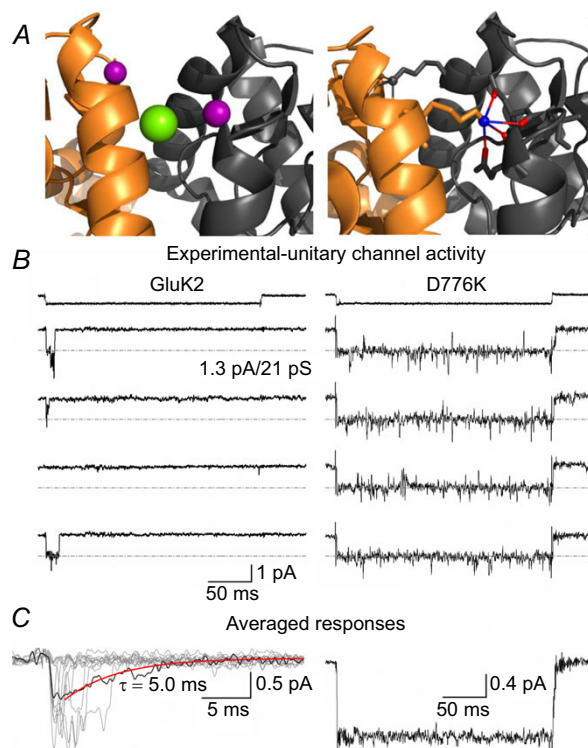 A
Experimental-unitary channel activity
B
GluK2 D776K
1.3 pA/21 pS
1 pA
50 ms
C Averaged responses
τ = 5.0 ms 0.5 pA 0.4 pA
5 ms 50 ms